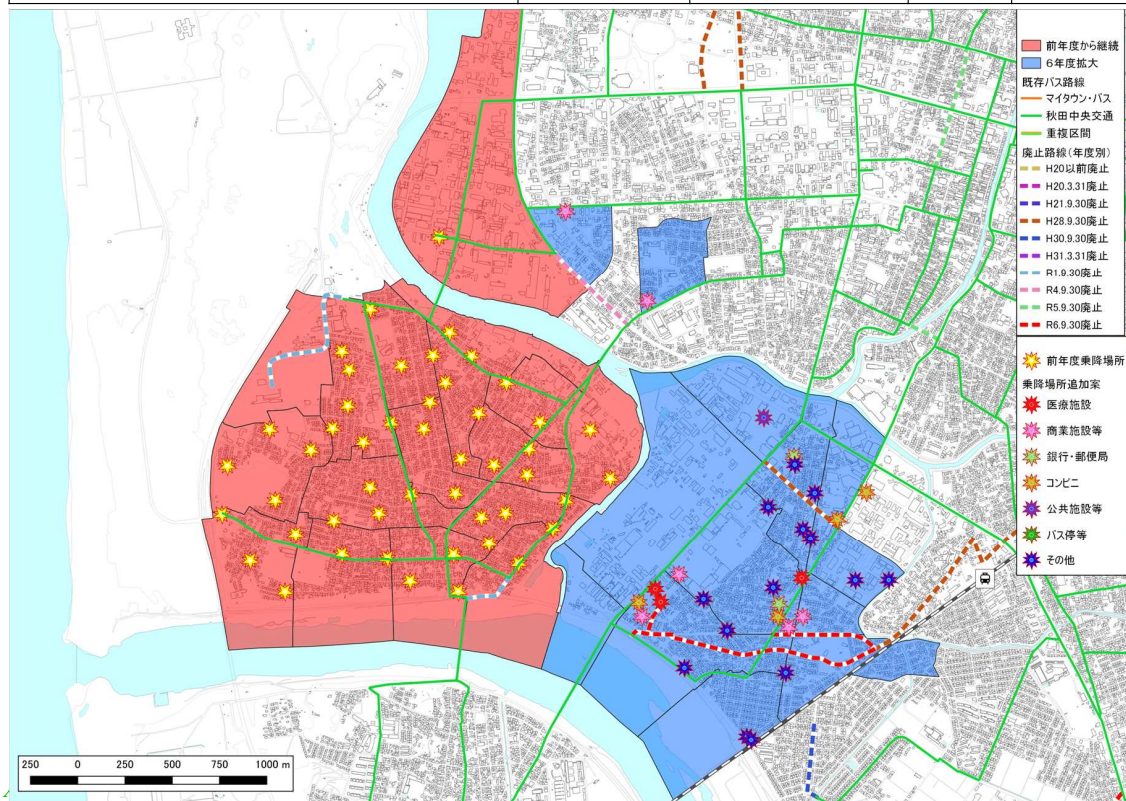 前年度から継続
6年度拡大
既存バス路線
マイタウン・バス
秋田中央交通
重複区間
廃止路線(年度別)
H20以前廃止
H20.3.31廃止
H21.9.30廃止
H28.9.30廃止
H30.9.30廃止
H31.3.31廃止
R1.9.30廃止
R4.9.30廃止
R5.9.30廃止
R6.9.30廃止
前年度乗降場所
乗降場所追加案
医療施設
商業施設等
銀行・郵便局
コンビニ
公共施設等
バス停等
その他
250 0 250 500 750 1000 m